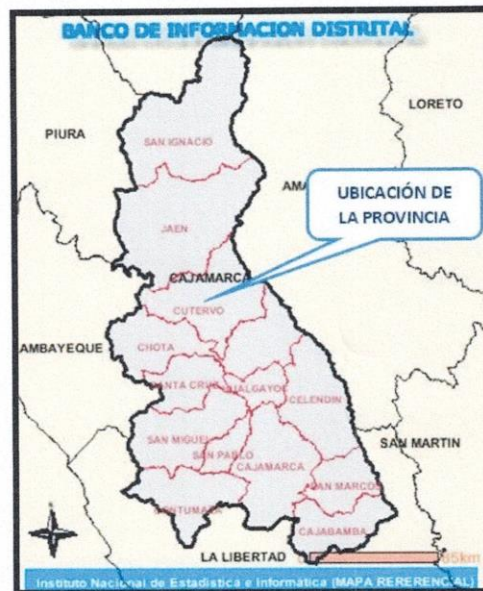 BANCO DE INFORMACION DISTRITAL
LORETO
PIURA
SAN IGNACIO
AMA
UBICACIÓN DE
LA PROVINCIA
JAEN
CAJAMARCA
CUTERVO
AMBAYEQUE
CHOTA
SANTA CRUZ
HUALGAYOC
CELENDIN
SAN MIGUEL
SAN PABLO
CAJAMARCA
SAN MARTIN
SAN MARCOS
CONTUMAZA
CAJABAMBA
LA LIBERTAD
Instituto Nacional de Estadistica e Informática (MAPA RERERENCIAL)